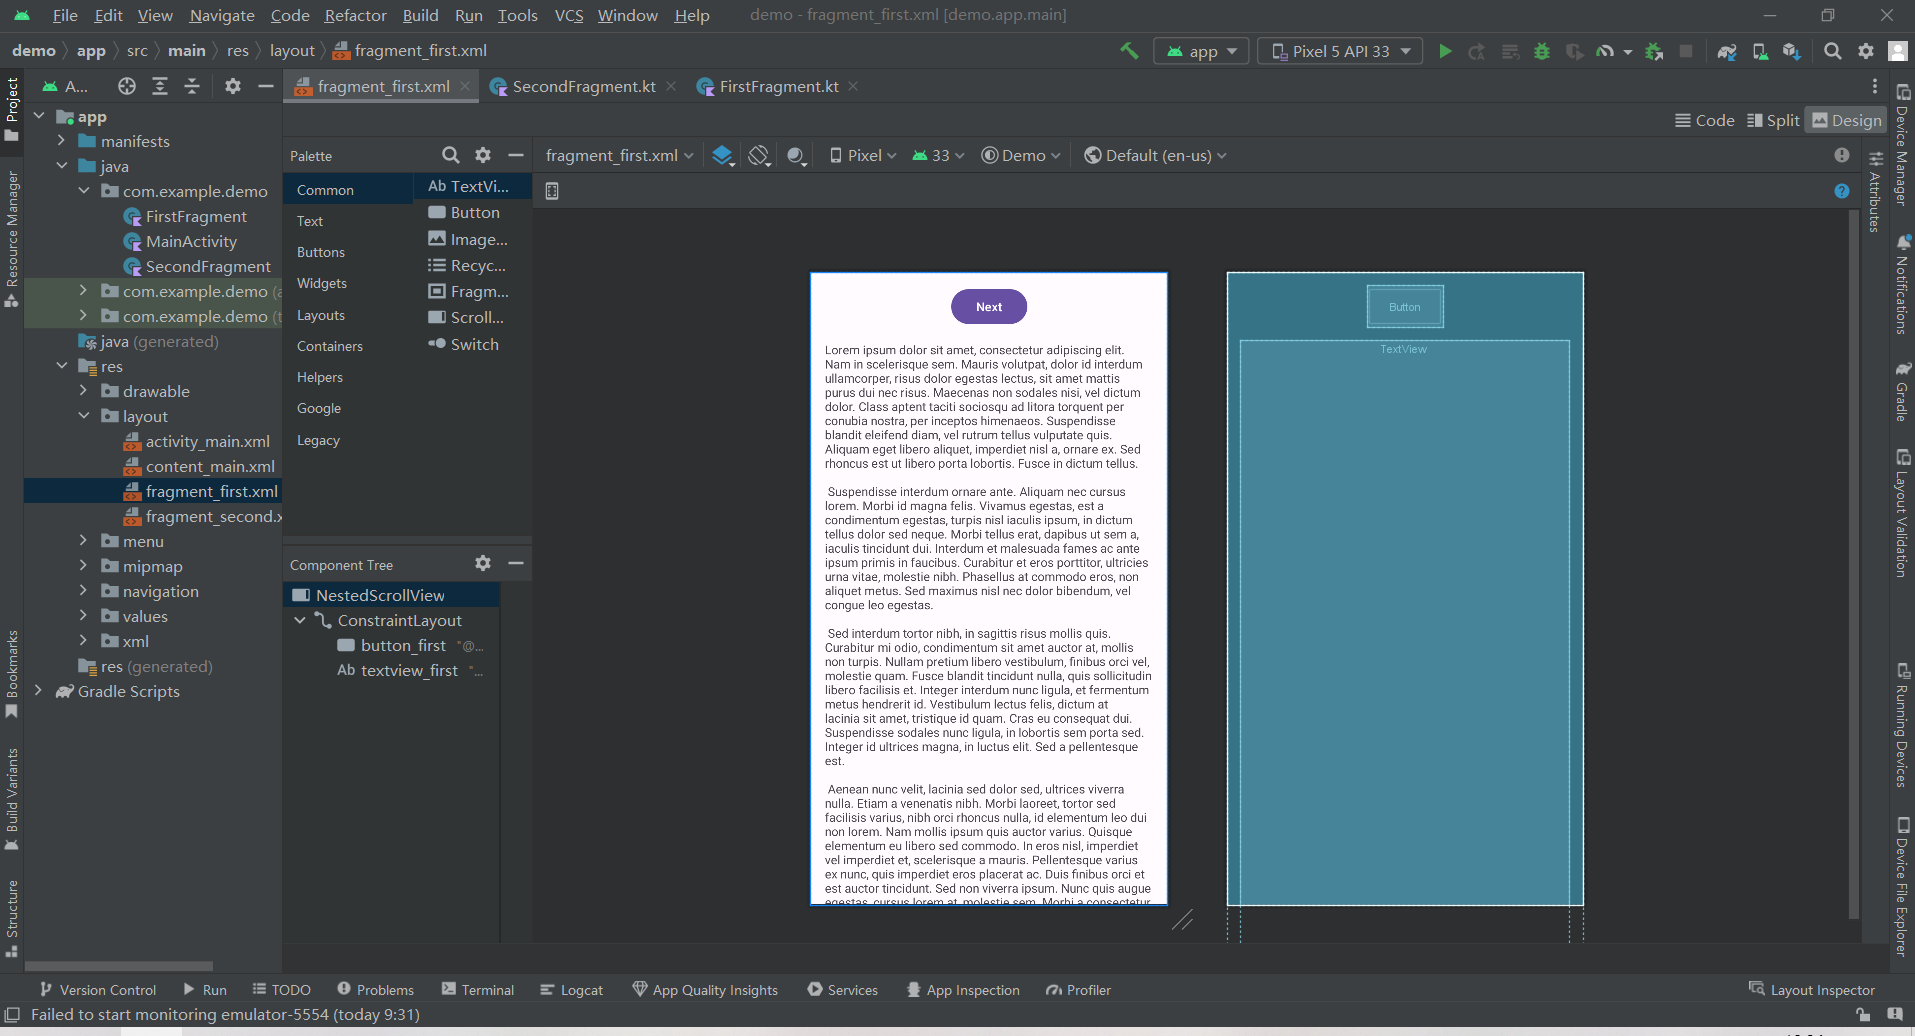 File Edit View Navigate Code Refactor Build Run Tools VCS Window Help demo - fragment_first.xml [demo.app.main]
demo app src main res layout fragment_first.xml
app Pixel 5 API 33
A...
fragment_first.xml SecondFragment.kt FirstFragment.kt
Code Split Design
Project
Resource Manager
Bookmarks
Build Variants
Structure
app
manifests
java
com.example.demo
FirstFragment
MainActivity
SecondFragment
com.example.demo (a
com.example.demo (t
java (generated)
res
drawable
layout
activity_main.xml
content_main.xml
fragment_first.xml
fragment_second.x
menu
mipmap
navigation
values
xml
res (generated)
Gradle Scripts
Palette
Common
Text
Buttons
Widgets
Layouts
Containers
Helpers
Google
Legacy
Ab TextVi...
Button
Image...
Recyc...
Fragm...
Scroll...
Switch
Component Tree
NestedScrollView
ConstraintLayout
button_first "@...
Ab textview_first "...
fragment_first.xml Pixel 33 Demo Default (en-us)
Next
Lorem ipsum dolor sit amet, consectetur adipiscing elit.
Nam in scelerisque sem. Mauris volutpat, dolor id interdum
ullamcorper, risus dolor egestas lectus, sit amet mattis
purus dui nec risus. Maecenas non sodales nisi, vel dictum
dolor. Class aptent taciti sociosqu ad litora torquent per
conubia nostra, per inceptos himenaeos. Suspendisse
blandit eleifend diam, vel rutrum tellus vulputate quis.
Aliquam eget libero aliquet, imperdiet nisl a, ornare ex. Sed
rhoncus est ut libero porta lobortis. Fusce in dictum tellus.
Suspendisse interdum ornare ante. Aliquam nec cursus
lorem. Morbi id magna felis. Vivamus egestas, est a
condimentum egestas, turpis nisl iaculis ipsum, in dictum
tellus dolor sed neque. Morbi tellus erat, dapibus ut sem a,
iaculis tincidunt dui. Interdum et malesuada fames ac ante
ipsum primis in faucibus. Curabitur et eros porttitor, ultricies
urna vitae, molestie nibh. Phasellus at commodo eros, non
aliquet metus. Sed maximus nisl nec dolor bibendum, vel
congue leo egestas.
Sed interdum tortor nibh, in sagittis risus mollis quis.
Curabitur mi odio, condimentum sit amet auctor at, mollis
non turpis. Nullam pretium libero vestibulum, finibus orci vel,
molestie quam. Fusce blandit tincidunt nulla, quis sollicitudin
libero facilisis et. Integer interdum nunc ligula, et fermentum
metus hendrerit id. Vestibulum lectus felis, dictum at
lacinia sit amet, tristique id quam. Cras eu consequat dui.
Suspendisse sodales nunc ligula, in lobortis sem porta sed.
Integer id ultrices magna, in luctus elit. Sed a pellentesque
est.
Aenean nunc velit, lacinia sed dolor sed, ultrices viverra
nulla. Etiam a venenatis nibh. Morbi laoreet, tortor sed
facilisis varius, nibh orci rhoncus nulla, id elementum leo dui
non lorem. Nam mollis ipsum quis auctor varius. Quisque
elementum eu libero sed commodo. In eros nisl, imperdiet
vel imperdiet et, scelerisque a mauris. Pellentesque varius
ex nunc, quis imperdiet eros placerat ac. Duis finibus orci et
est auctor tincidunt. Sed non viverra ipsum. Nunc quis augue
egestas, cursus lorem at, molestie sem. Morbi a consectetur
Button
TextView
Attributes
Device Manager
Notifications
Gradle
Layout Validation
Running Devices
Device File Explorer
Version Control Run TODO Problems Terminal Logcat App Quality Insights Services App Inspection Profiler Layout Inspector
Failed to start monitoring emulator-5554 (today 9:31)